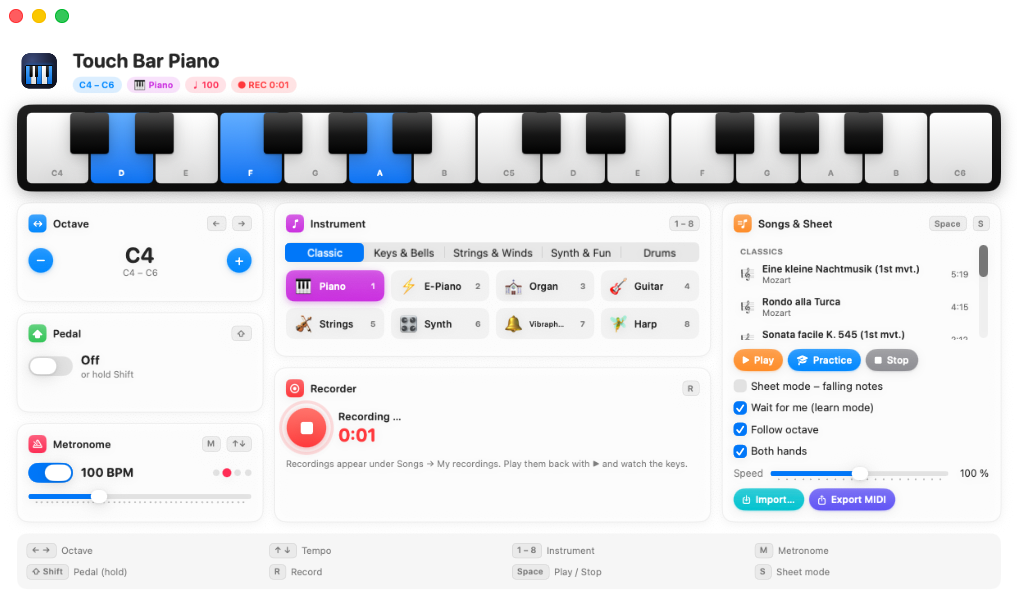 Touch Bar Piano
C4 – C6 Piano ♩ 100 REC 0:01
C4 D E F G A B C5 D E F G A B C6
Octave ← →
C4
C4 – C6
Pedal
Off
or hold Shift
Metronome M ↑↓
100 BPM
Instrument 1 – 8
Classic Keys & Bells Strings & Winds Synth & Fun Drums
Piano 1 E-Piano 2 Organ 3 Guitar 4
Strings 5 Synth 6 Vibraph... 7 Harp 8
Recorder R
Recording ...
0:01
Recordings appear under Songs → My recordings. Play them back with ▶ and watch the keys.
Songs & Sheet Space S
CLASSICS
Eine kleine Nachtmusik (1st mvt.) 5:19
Mozart
Rondo alla Turca 4:15
Mozart
Sonata facile K. 545 (1st mvt.)
Play Practice Stop
Sheet mode – falling notes
Wait for me (learn mode)
Follow octave
Both hands
Speed 100 %
Import... Export MIDI
← → Octave ↑ ↓ Tempo 1 – 8 Instrument M Metronome
Shift Pedal (hold) R Record Space Play / Stop S Sheet mode